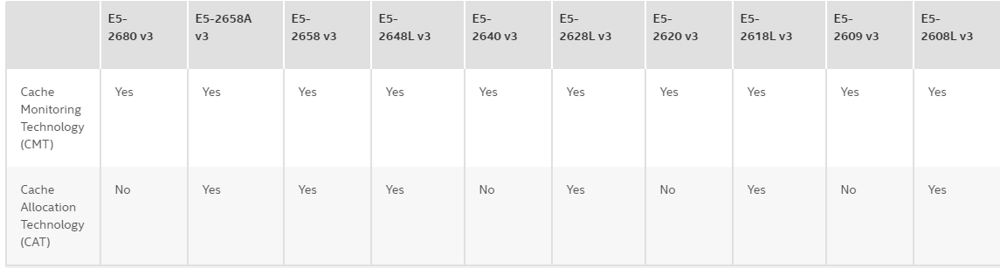 E5-2680 v3 E5-2658A v3 E5-2658 v3 E5-2648L v3 E5-2640 v3 E5-2628L v3 E5-2620 v3 E5-2618L v3 E5-2609 v3 E5-2608L v3
Cache Monitoring Technology (CMT) Yes Yes Yes Yes Yes Yes Yes Yes Yes Yes
Cache Allocation Technology (CAT) No Yes Yes Yes No Yes No Yes No Yes